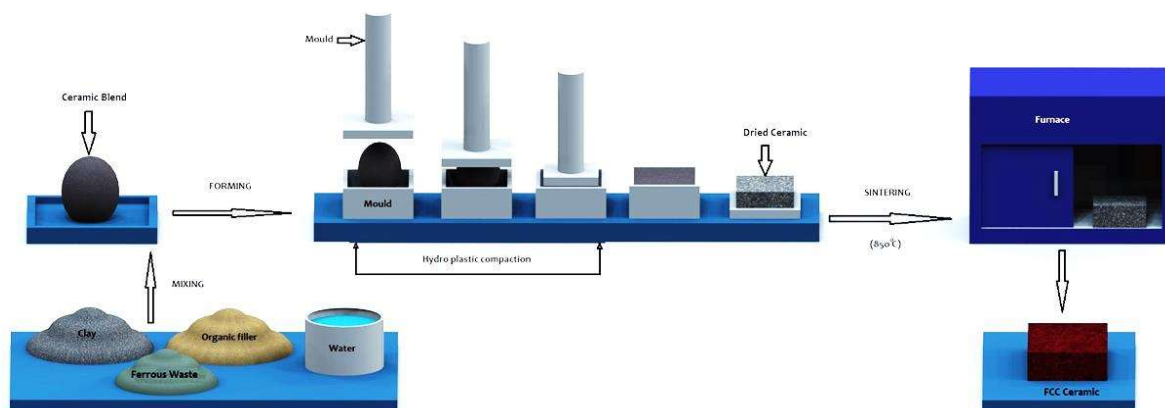 Mould
Ceramic Blend
FORMING
Mould
Hydro plastic compaction
Dried Ceramic
SINTERING
(850℃)
Furnace
MIXING
Clay
Organic filler
Ferrous Waste
Water
FCC Ceramic